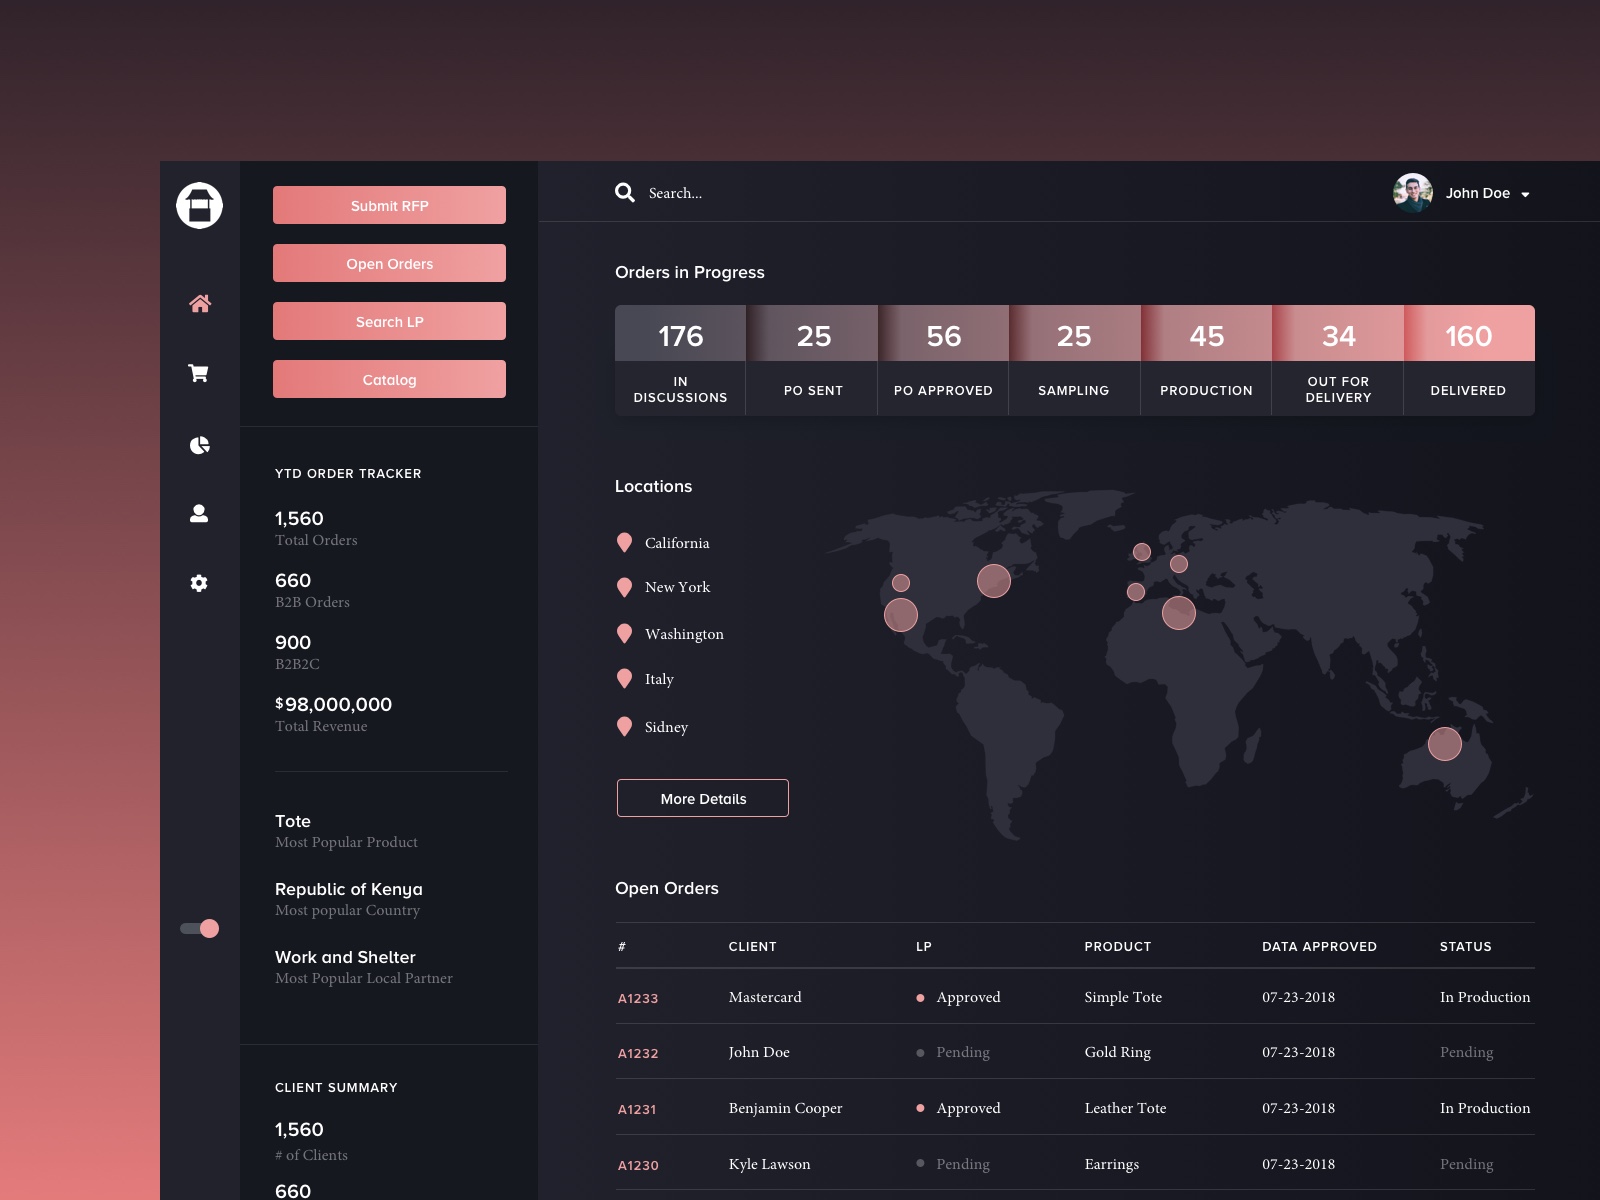 Submit RFP
Open Orders
Search LP
Catalog
YTD ORDER TRACKER
1,560
Total Orders
660
B2B Orders
900
B2B2C
$98,000,000
Total Revenue
Tote
Most Popular Product
Republic of Kenya
Most popular Country
Work and Shelter
Most Popular Local Partner
CLIENT SUMMARY
1,560
# of Clients
660
Search...
John Doe
Orders in Progress
176 25 56 25 45 34 160
IN DISCUSSIONS PO SENT PO APPROVED SAMPLING PRODUCTION OUT FOR DELIVERY DELIVERED
Locations
California
New York
Washington
Italy
Sidney
More Details
Open Orders
# CLIENT LP PRODUCT DATA APPROVED STATUS
A1233 Mastercard Approved Simple Tote 07-23-2018 In Production
A1232 John Doe Pending Gold Ring 07-23-2018 Pending
A1231 Benjamin Cooper Approved Leather Tote 07-23-2018 In Production
A1230 Kyle Lawson Pending Earrings 07-23-2018 Pending